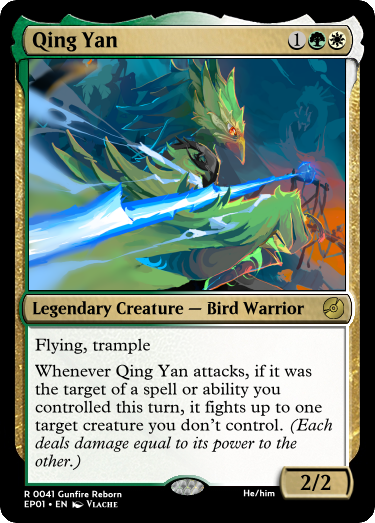 Qing Yan 1
Legendary Creature — Bird Warrior
Flying, trample
Whenever Qing Yan attacks, if it was
the target of a spell or ability you
controlled this turn, it fights up to one
target creature you don't control. (Each
deals damage equal to its power to the
other.)
2/2
R 0041 Gunfire Reborn He/him
EP01 • EN Vlache